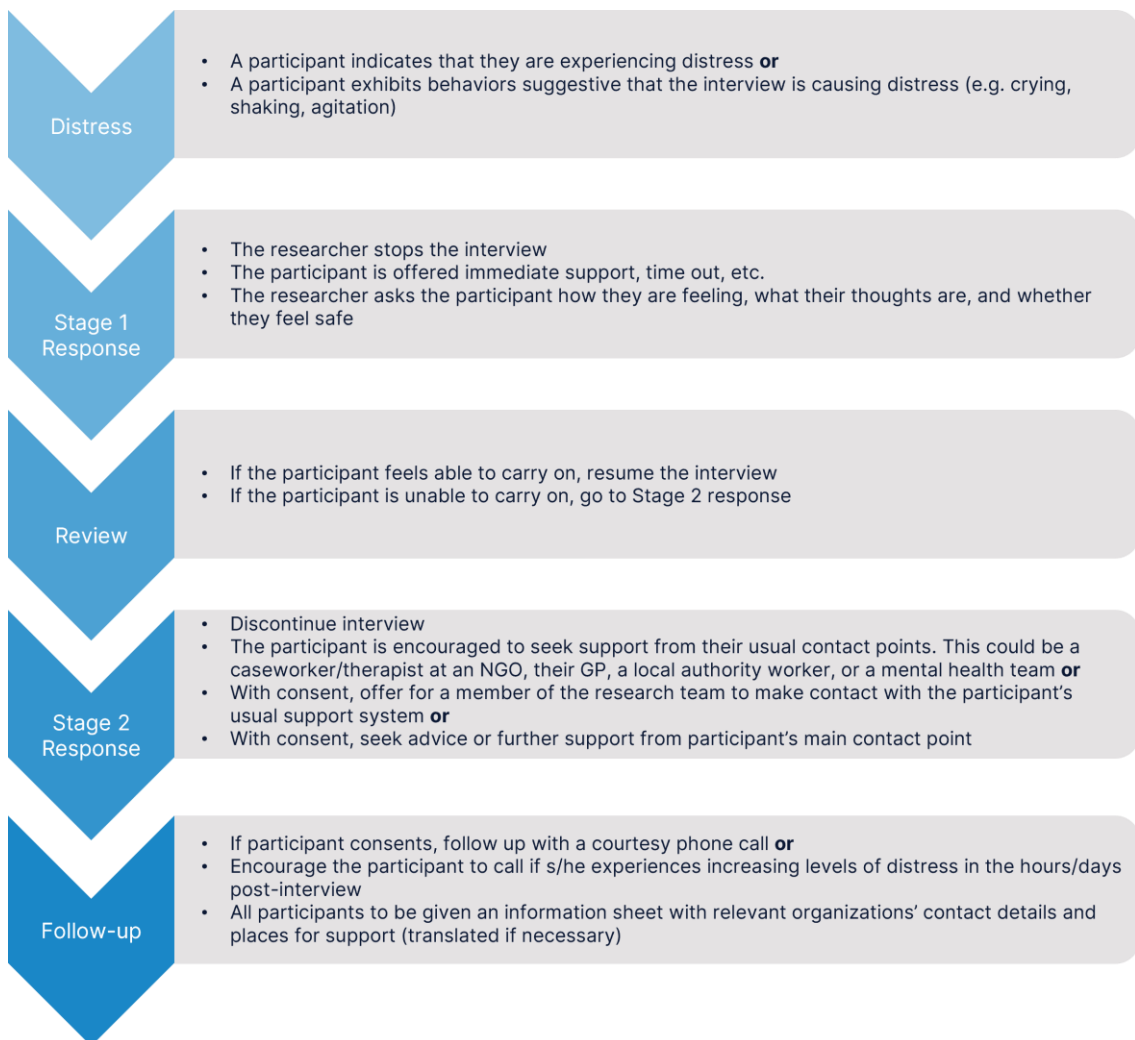 Distress
• A participant indicates that they are experiencing distress or
• A participant exhibits behaviors suggestive that the interview is causing distress (e.g. crying,
shaking, agitation)
Stage 1
Response
• The researcher stops the interview
• The participant is offered immediate support, time out, etc.
• The researcher asks the participant how they are feeling, what their thoughts are, and whether
they feel safe
Review
• If the participant feels able to carry on, resume the interview
• If the participant is unable to carry on, go to Stage 2 response
Stage 2
Response
• Discontinue interview
• The participant is encouraged to seek support from their usual contact points. This could be a
caseworker/therapist at an NGO, their GP, a local authority worker, or a mental health team or
• With consent, offer for a member of the research team to make contact with the participant’s
usual support system or
• With consent, seek advice or further support from participant’s main contact point
Follow-up
• If participant consents, follow up with a courtesy phone call or
• Encourage the participant to call if s/he experiences increasing levels of distress in the hours/days
post-interview
• All participants to be given an information sheet with relevant organizations’ contact details and
places for support (translated if necessary)